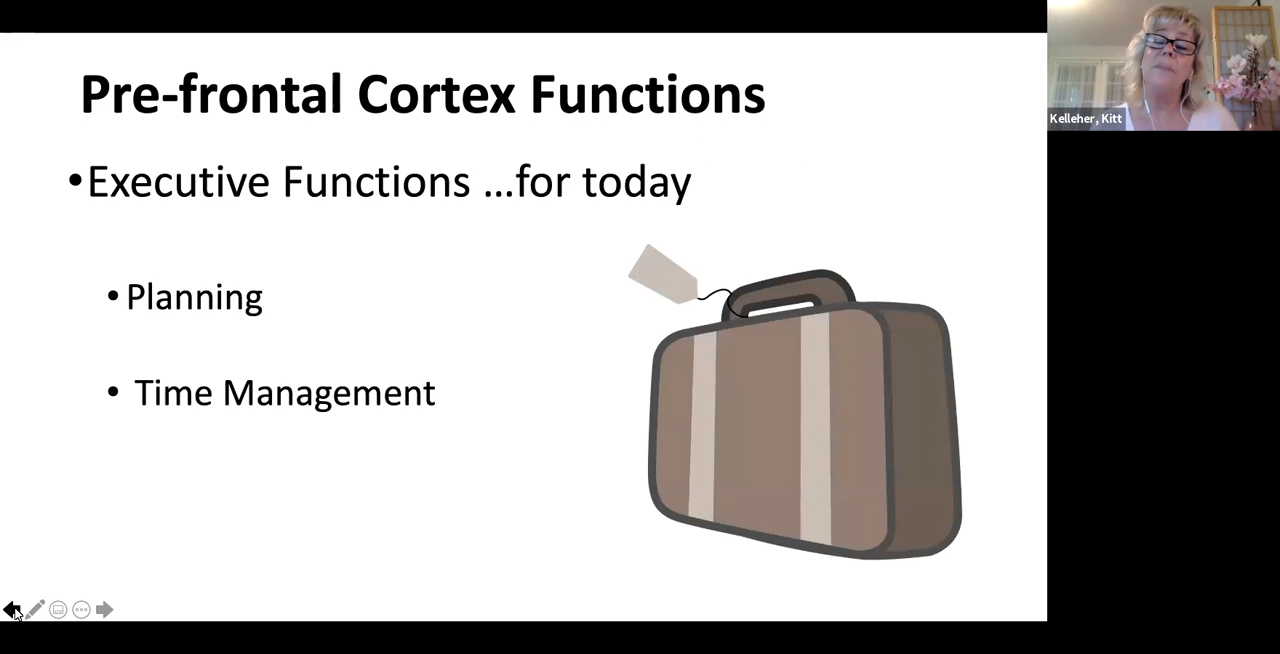 Pre-frontal Cortex Functions
•Executive Functions ...for today
• Planning
• Time Management
Kelleher, Kitt